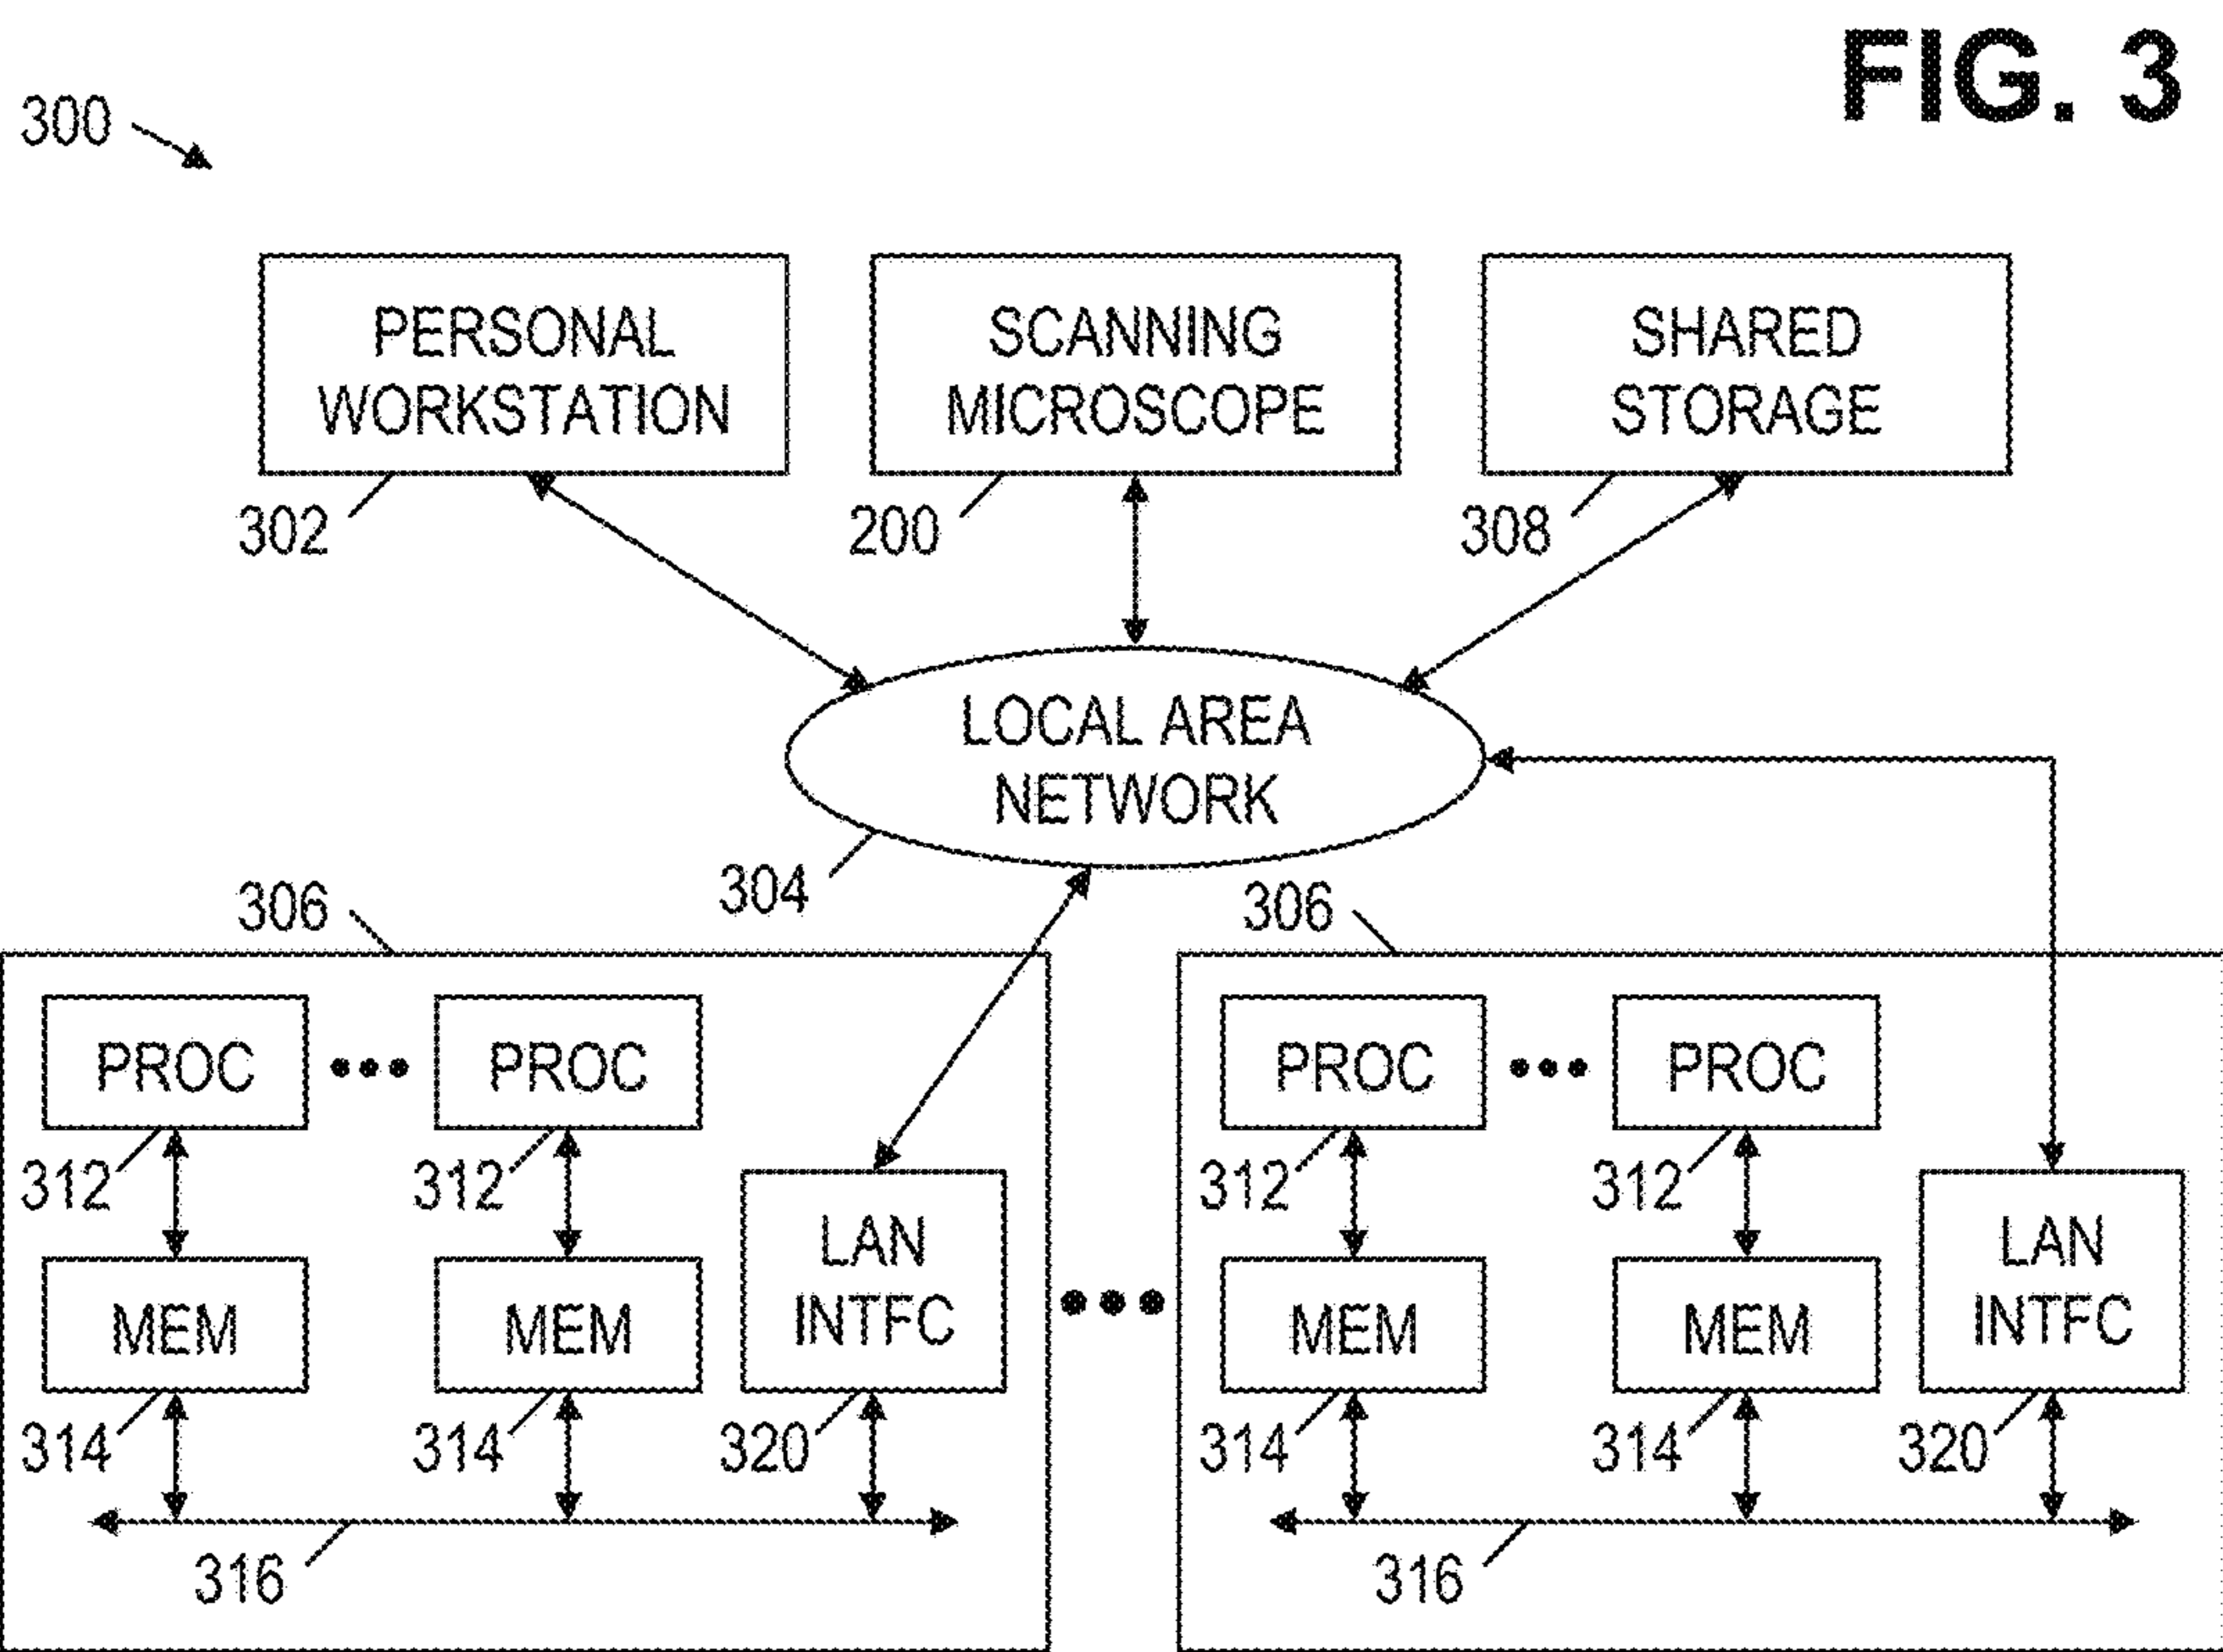 FIG. 3
300
PERSONAL
WORKSTATION
SCANNING
MICROSCOPE
SHARED
STORAGE
302
200
308
LOCAL AREA
NETWORK
304
306
306
PROC
PROC
PROC
PROC
312
312
312
312
LAN
INTFC
LAN
INTFC
MEM
MEM
MEM
MEM
314
314
320
314
314
320
316
316